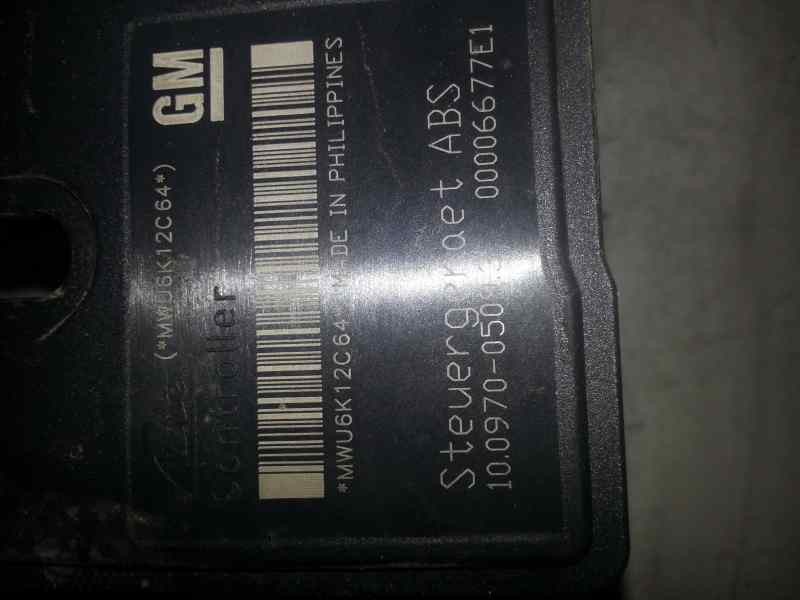 GM
(*MWU6K12C64*)
controller
*MWU6K12C64* MADE IN PHILIPPINES
Steuergeraet ABS
10.0970-050 00006677E1